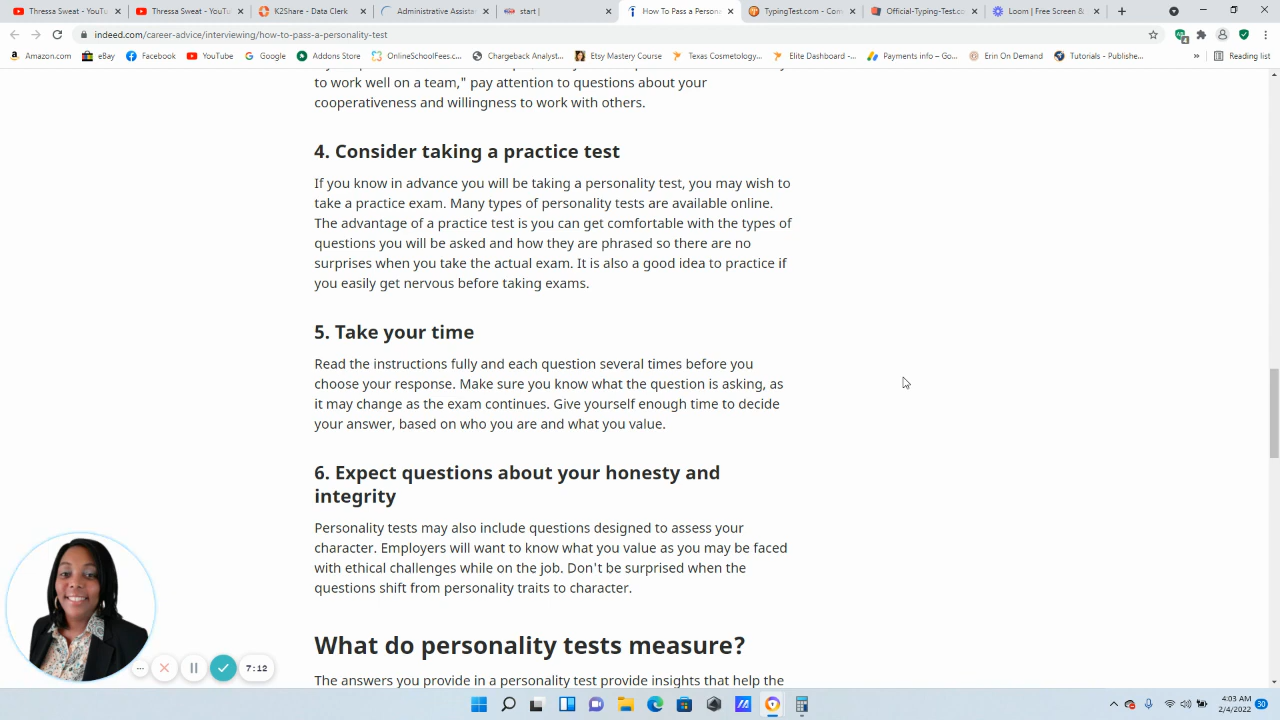 Thressa Sweat - YouTu
Thressa Sweat - YouTu
K2Share - Data Clerk
Administrative Assist
start |
How To Pass a Person
TypingTest.com - Com
Official-Typing-Test.co
Loom | Free Screen &
indeed.com/career-advice/interviewing/how-to-pass-a-personality-test
Amazon.com
eBay
Facebook
YouTube
Google
Addons Store
OnlineSchoolFees.c...
Chargeback Analyst...
Etsy Mastery Course
Texas Cosmetology...
Elite Dashboard -...
Payments info – Go...
Erin On Demand
Tutorials - Publishe...
»
Reading list
to work well on a team," pay attention to questions about your
cooperativeness and willingness to work with others.
4. Consider taking a practice test
If you know in advance you will be taking a personality test, you may wish to
take a practice exam. Many types of personality tests are available online.
The advantage of a practice test is you can get comfortable with the types of
questions you will be asked and how they are phrased so there are no
surprises when you take the actual exam. It is also a good idea to practice if
you easily get nervous before taking exams.
5. Take your time
Read the instructions fully and each question several times before you
choose your response. Make sure you know what the question is asking, as
it may change as the exam continues. Give yourself enough time to decide
your answer, based on who you are and what you value.
6. Expect questions about your honesty and
integrity
Personality tests may also include questions designed to assess your
character. Employers will want to know what you value as you may be faced
with ethical challenges while on the job. Don't be surprised when the
questions shift from personality traits to character.
What do personality tests measure?
The answers you provide in a personality test provide insights that help the
7:12
4:03 AM
2/4/2022
30